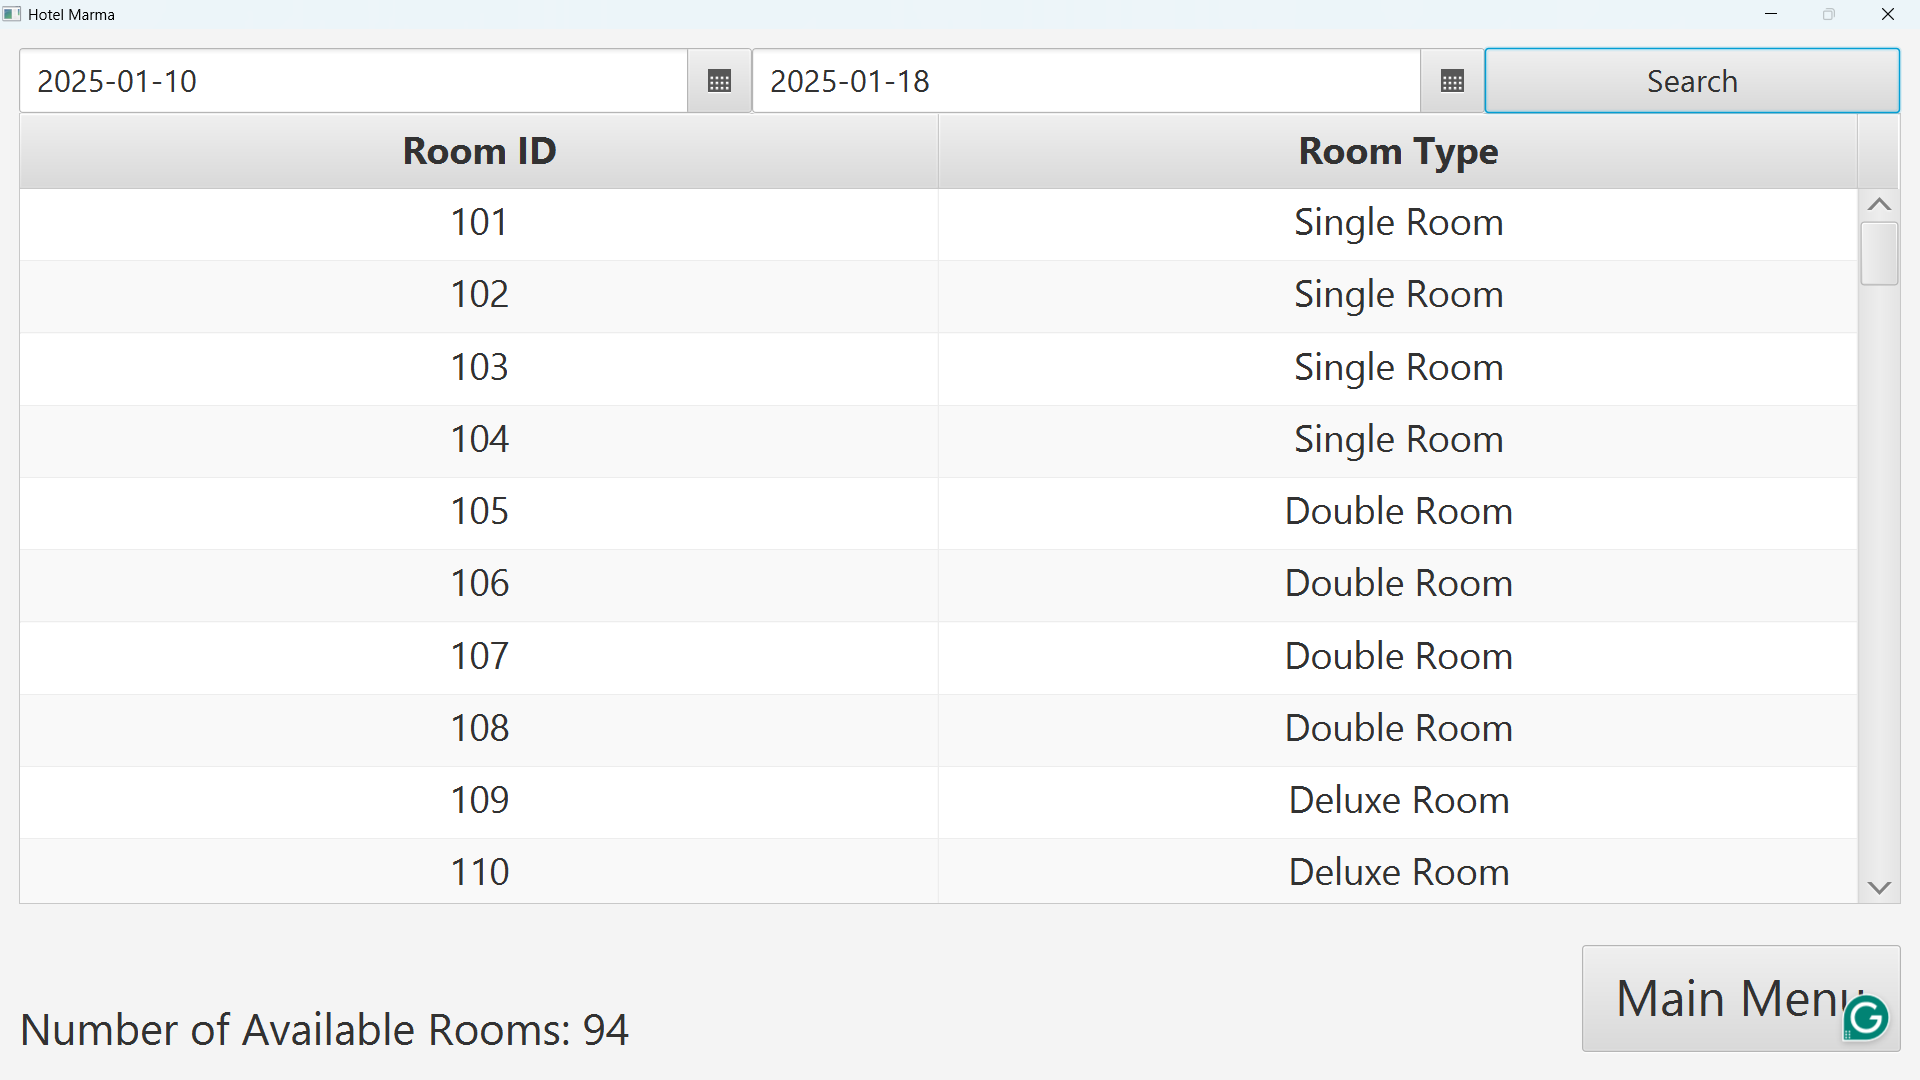 Hotel Marma
2025-01-10 2025-01-18 Search
Room ID Room Type
101 Single Room
102 Single Room
103 Single Room
104 Single Room
105 Double Room
106 Double Room
107 Double Room
108 Double Room
109 Deluxe Room
110 Deluxe Room
Main Menu
Number of Available Rooms: 94